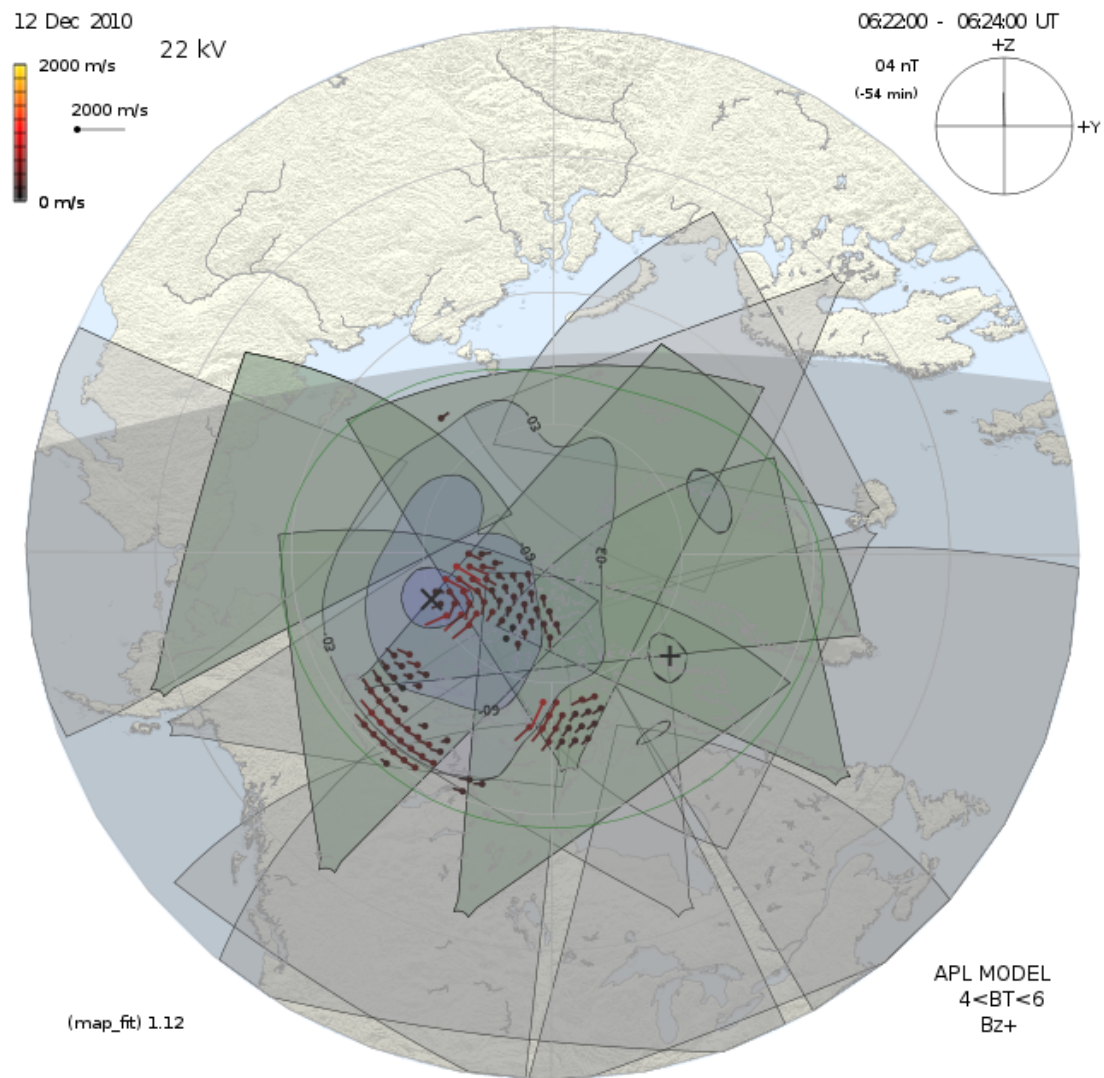 12 Dec 2010
06:22:00 - 06:24:00 UT
22 kV
+Z
2000 m/s
04 nT
(-54 min)
2000 m/s
+Y
0 m/s
-03
-09
-03
-03
-09
APL MODEL
4<BT<6
Bz+
(map_fit) 1.12